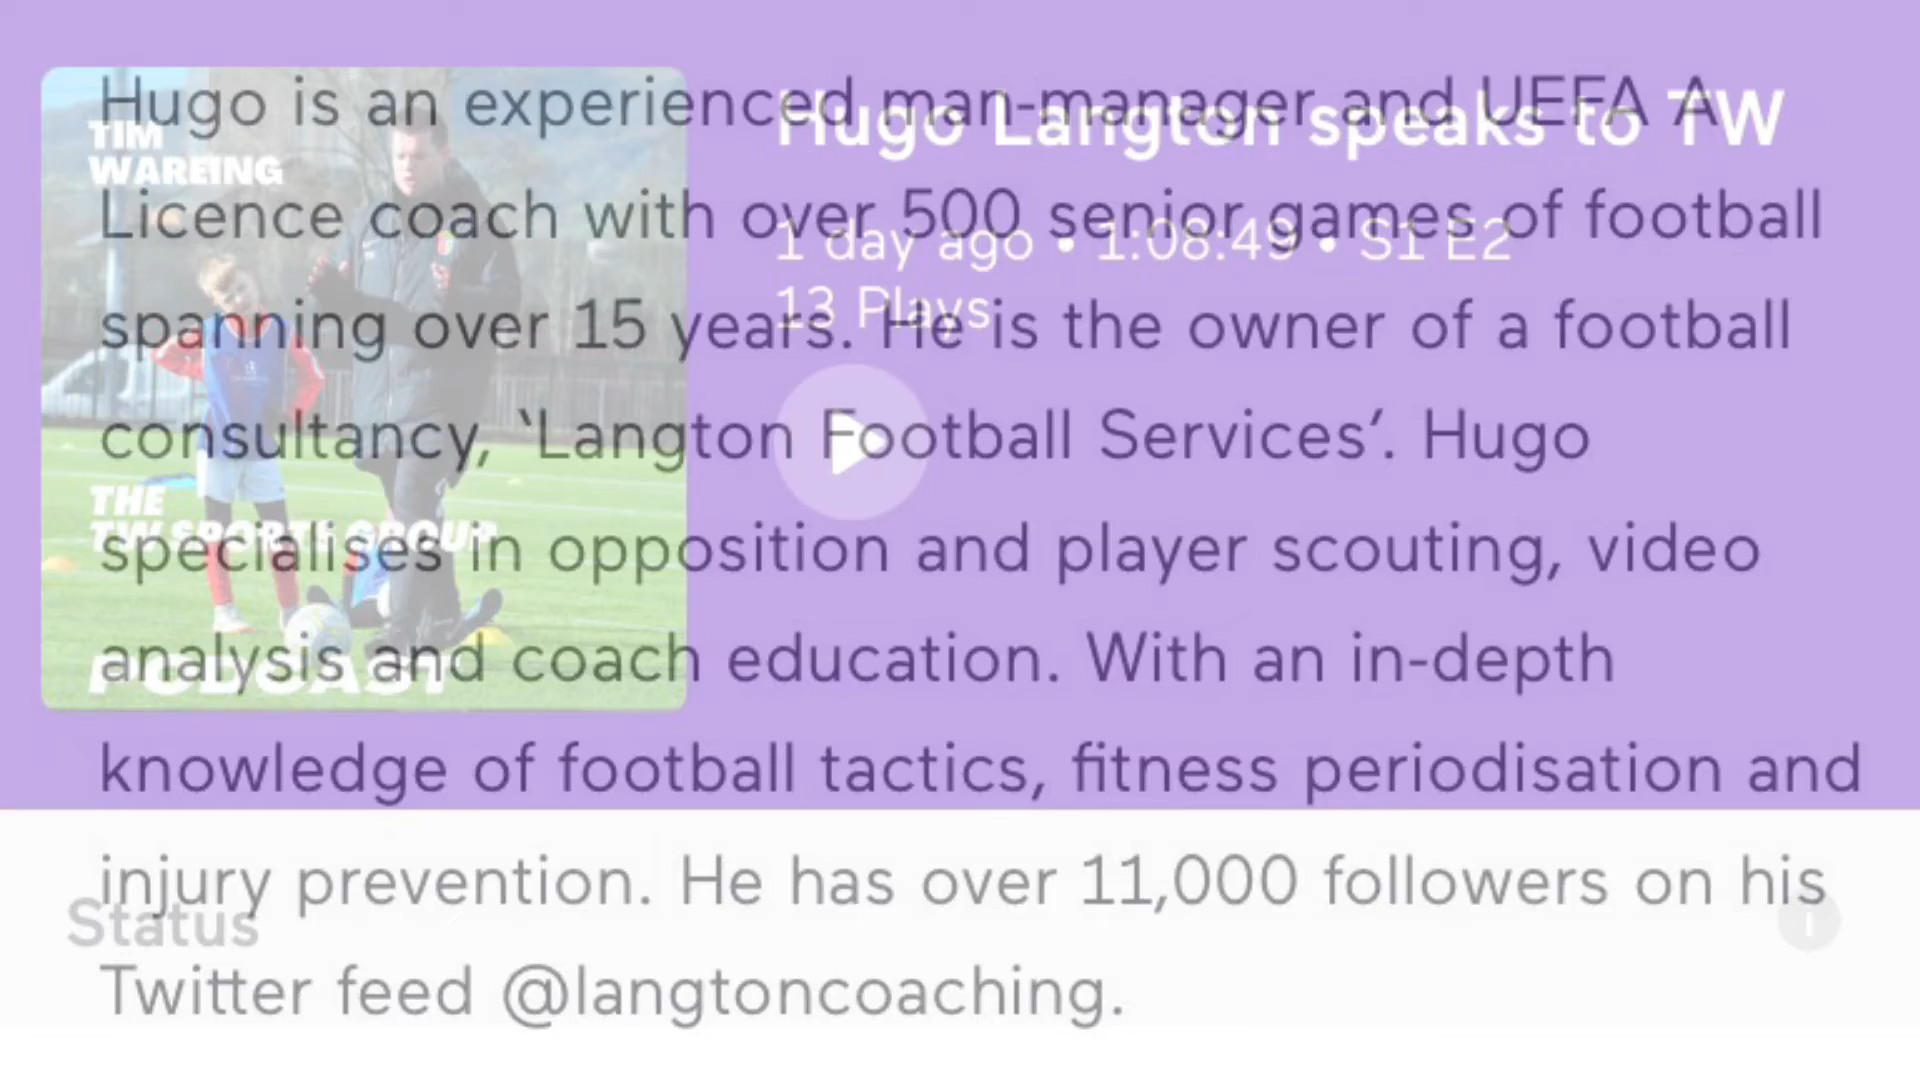 Hugo is an experienced man-manager and UEFA A
Licence coach with over 500 senior games of football
spanning over 15 years. He is the owner of a football
consultancy, ‛Langton Football Services’. Hugo
specialises in opposition and player scouting, video
analysis and coach education. With an in-depth
knowledge of football tactics, fitness periodisation and
injury prevention. He has over 11,000 followers on his
Twitter feed @langtoncoaching.
TIM
WAREING
THE
TW SPORTS GROUP
PODCAST
Hugo Langton speaks to TW
1 day ago • 1:08:49 • S1 E2
13 Plays
Status
i